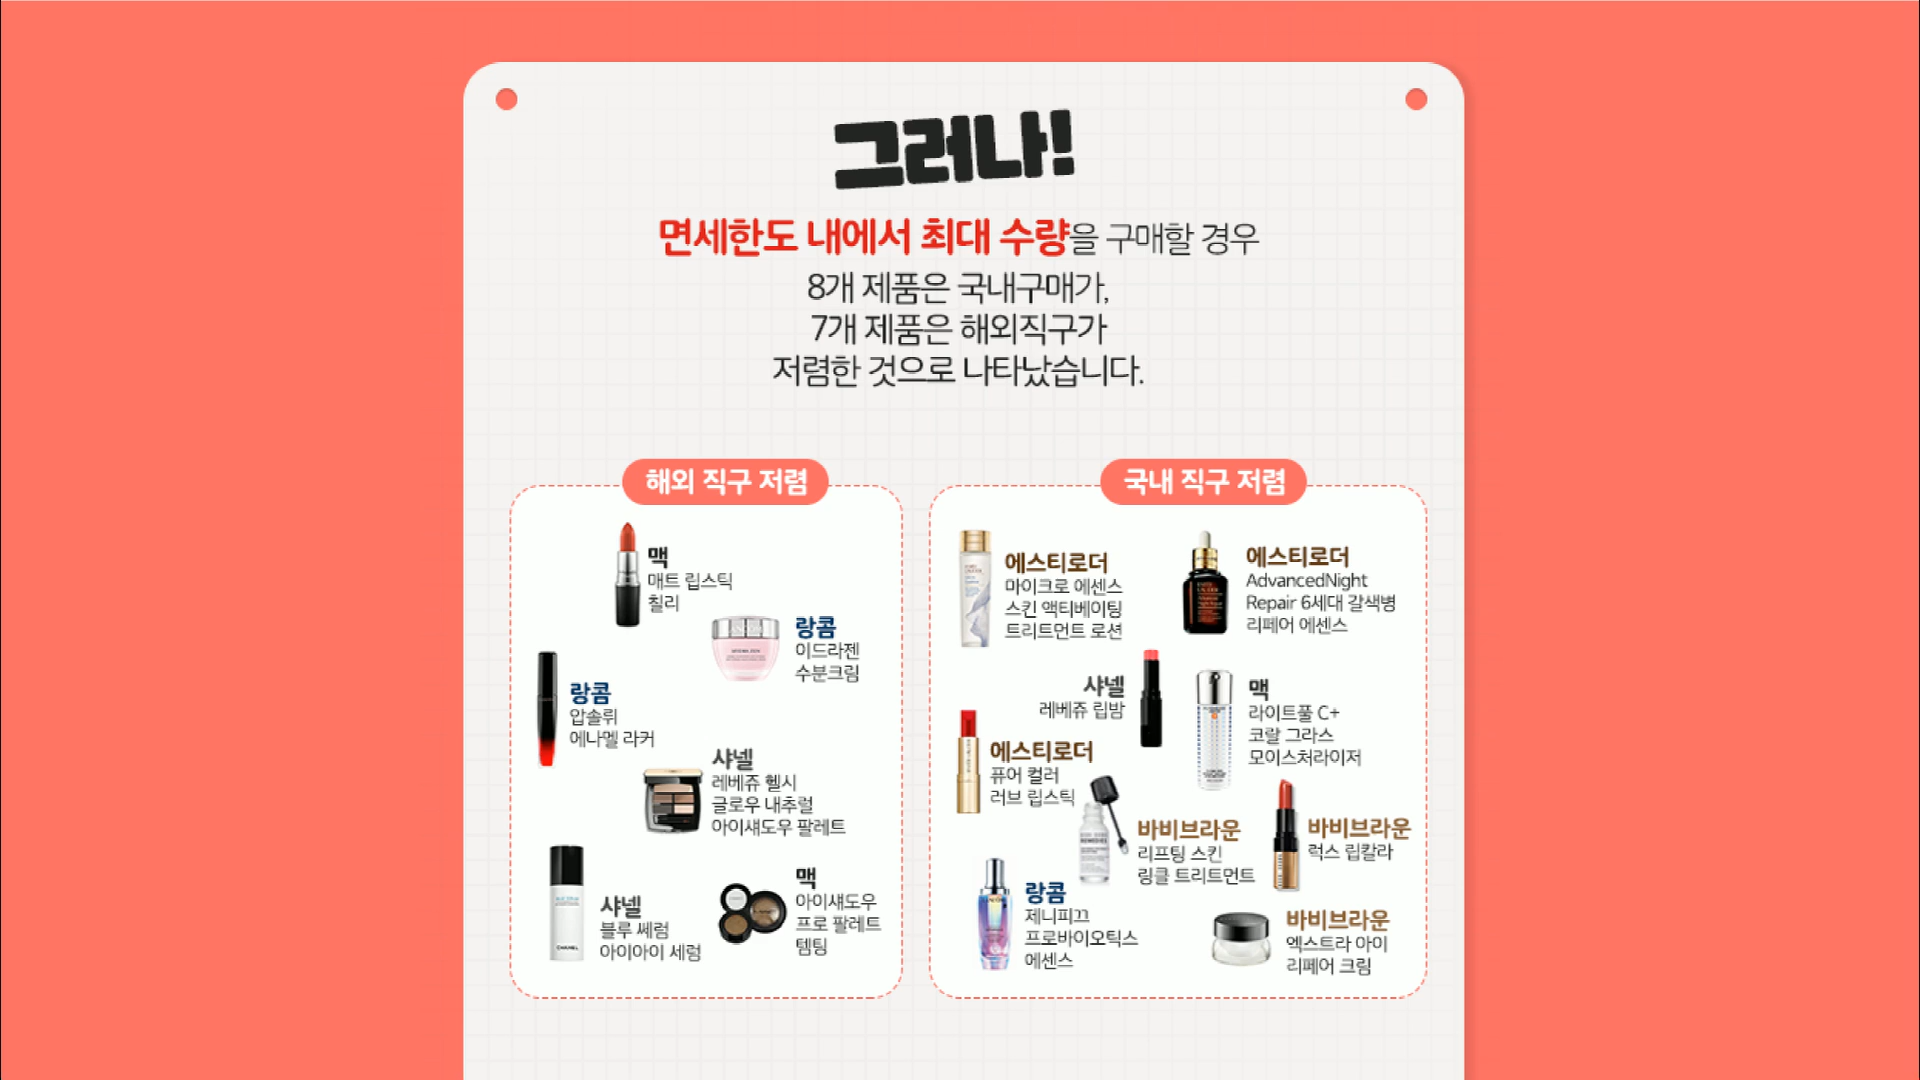 그러나!
면세한도 내에서 최대 수량을 구매할 경우
8개 제품은 국내구매가,
7개 제품은 해외직구가
저렴한 것으로 나타났습니다.
해외 직구 저렴
맥
매트 립스틱
칠리
랑콤
이드라젠
수분크림
랑콤
압솔뤼
에나멜 라커
샤넬
레베쥬 헬시
글로우 내추럴
아이섀도우 팔레트
샤넬
블루 쎄럼
아이아이 세럼
CHANEL
맥
아이섀도우
프로 팔레트
템팅
국내 직구 저렴
에스티로더
마이크로 에센스
스킨 액티베이팅
트리트먼트 로션
에스티로더
AdvancedNight
Repair 6세대 갈색병
리페어 에센스
샤넬
레베쥬 립밤
맥
라이트풀 C+
코랄 그라스
모이스처라이저
에스티로더
퓨어 컬러
러브 립스틱
바비브라운
리프팅 스킨
링클 트리트먼트
바비브라운
럭스 립칼라
랑콤
제니피끄
프로바이오틱스
에센스
바비브라운
엑스트라 아이
리페어 크림